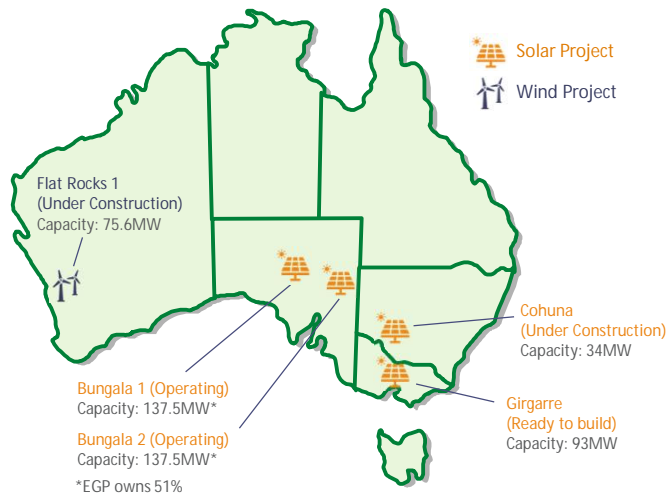 Solar Project
Wind Project
Flat Rocks 1
(Under Construction)
Capacity: 75.6MW
Cohuna
(Under Construction)
Capacity: 34MW
Bungala 1 (Operating)
Capacity: 137.5MW*
Girgarre
(Ready to build)
Capacity: 93MW
Bungala 2 (Operating)
Capacity: 137.5MW*
*EGP owns 51%